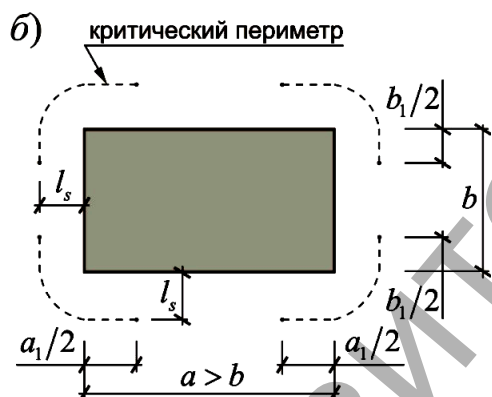 б) критический периметр
b₁/2
lₛ
b
lₛ
b₁/2
a₁/2
a > b
a₁/2